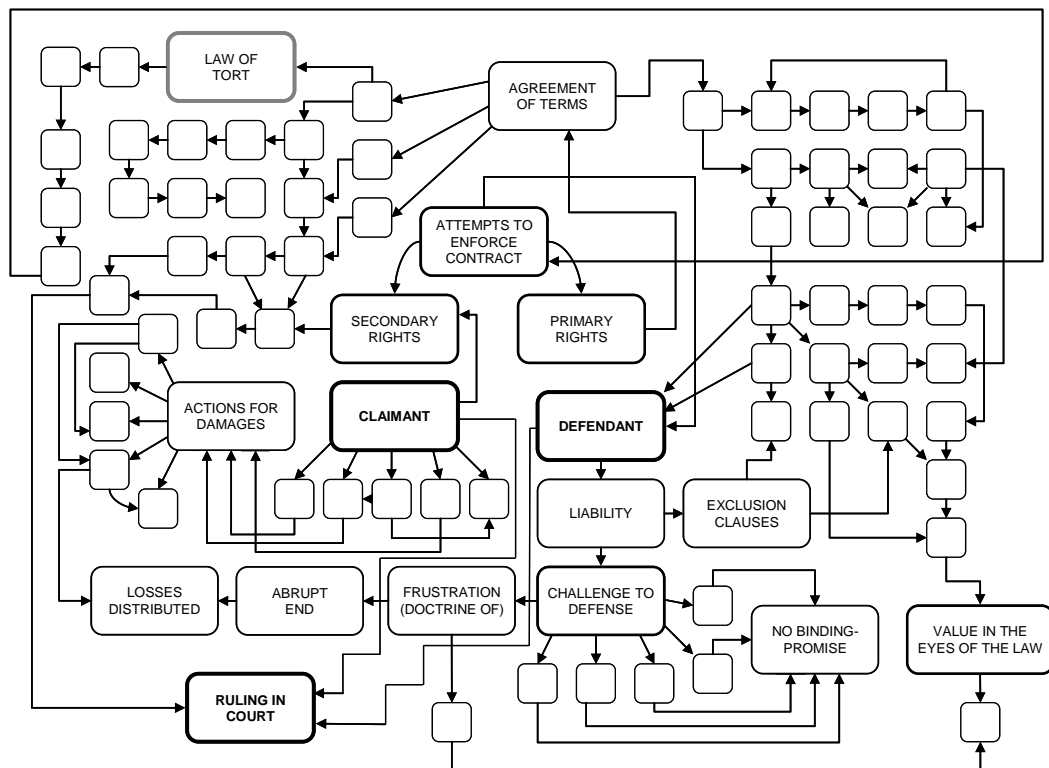 LAW OF
TORT
AGREEMENT
OF TERMS
ATTEMPTS TO
ENFORCE
CONTRACT
SECONDARY
RIGHTS
PRIMARY
RIGHTS
ACTIONS FOR
DAMAGES
CLAIMANT
DEFENDANT
LIABILITY
EXCLUSION
CLAUSES
LOSSES
DISTRIBUTED
ABRUPT
END
FRUSTRATION
(DOCTRINE OF)
CHALLENGE TO
DEFENSE
NO BINDING-
PROMISE
VALUE IN THE
EYES OF THE LAW
RULING IN
COURT